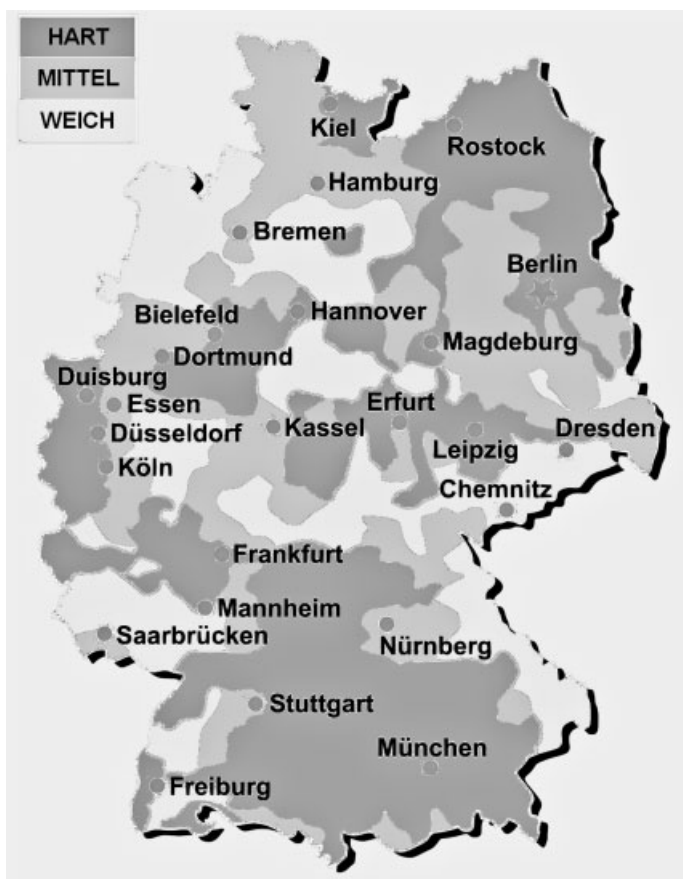 HART
MITTEL
WEICH
Kiel
Rostock
Hamburg
Bremen
Berlin
Bielefeld
Hannover
Magdeburg
Dortmund
Duisburg
Essen
Erfurt
Düsseldorf
Kassel
Leipzig
Dresden
Köln
Chemnitz
Frankfurt
Mannheim
Saarbrücken
Nürnberg
Stuttgart
München
Freiburg